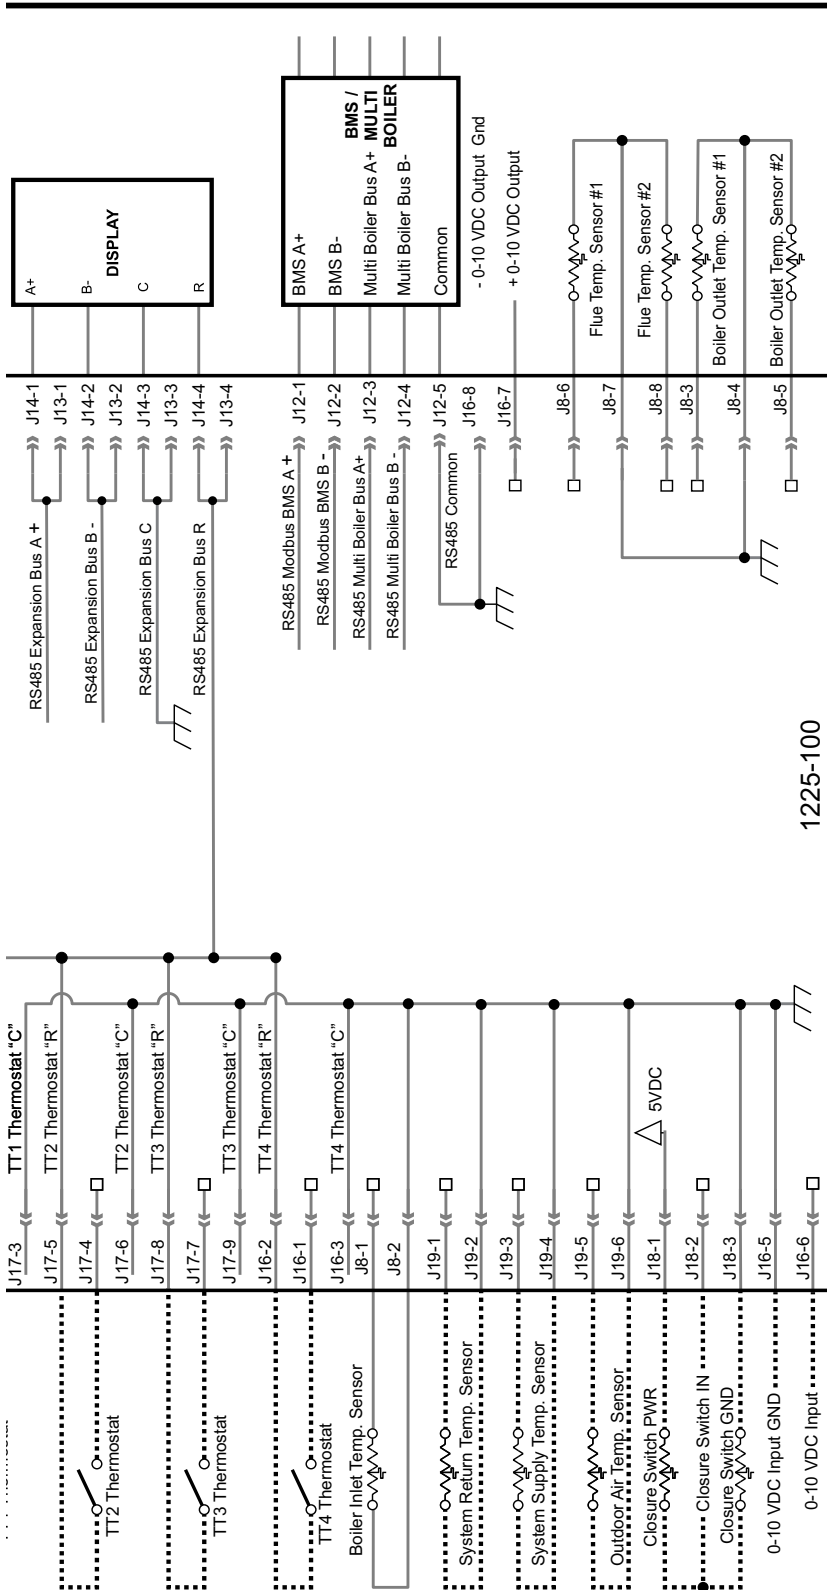 DISPLAY
A+
B-
C
R
BMS /
MULTI
BOILER
BMS A+
BMS B-
Multi Boiler Bus A+
Multi Boiler Bus B-
Common
- 0-10 VDC Output Gnd
+ 0-10 VDC Output
Flue Temp. Sensor #1
Flue Temp. Sensor #2
Boiler Outlet Temp. Sensor #1
Boiler Outlet Temp. Sensor #2
J14-1
J13-1
J14-2
J13-2
J14-3
J13-3
J14-4
J13-4
J12-1
J12-2
J12-3
J12-4
J12-5
J16-8
J16-7
J8-6
J8-7
J8-8
J8-3
J8-4
J8-5
RS485 Expansion Bus A +
RS485 Expansion Bus B -
RS485 Expansion Bus C
RS485 Expansion Bus R
RS485 Modbus BMS A +
RS485 Modbus BMS B -
RS485 Multi Boiler Bus A+
RS485 Multi Boiler Bus B -
RS485 Common
1225-100
TT1 Thermostat “C”
TT2 Thermostat “R”
TT2 Thermostat “C”
TT3 Thermostat “R”
TT3 Thermostat “C”
TT4 Thermostat “R”
TT4 Thermostat “C”
5VDC
J17-3
J17-5
J17-4
J17-6
J17-8
J17-7
J17-9
J16-2
J16-1
J16-3
J8-1
J8-2
J19-1
J19-2
J19-3
J19-4
J19-5
J19-6
J18-1
J18-2
J18-3
J16-5
J16-6
TT2 Thermostat
TT3 Thermostat
TT4 Thermostat
Boiler Inlet Temp. Sensor
System Return Temp. Sensor
System Supply Temp. Sensor
Outdoor Air Temp. Sensor
Closure Switch PWR
Closure Switch IN
Closure Switch GND
0-10 VDC Input GND
0-10 VDC Input